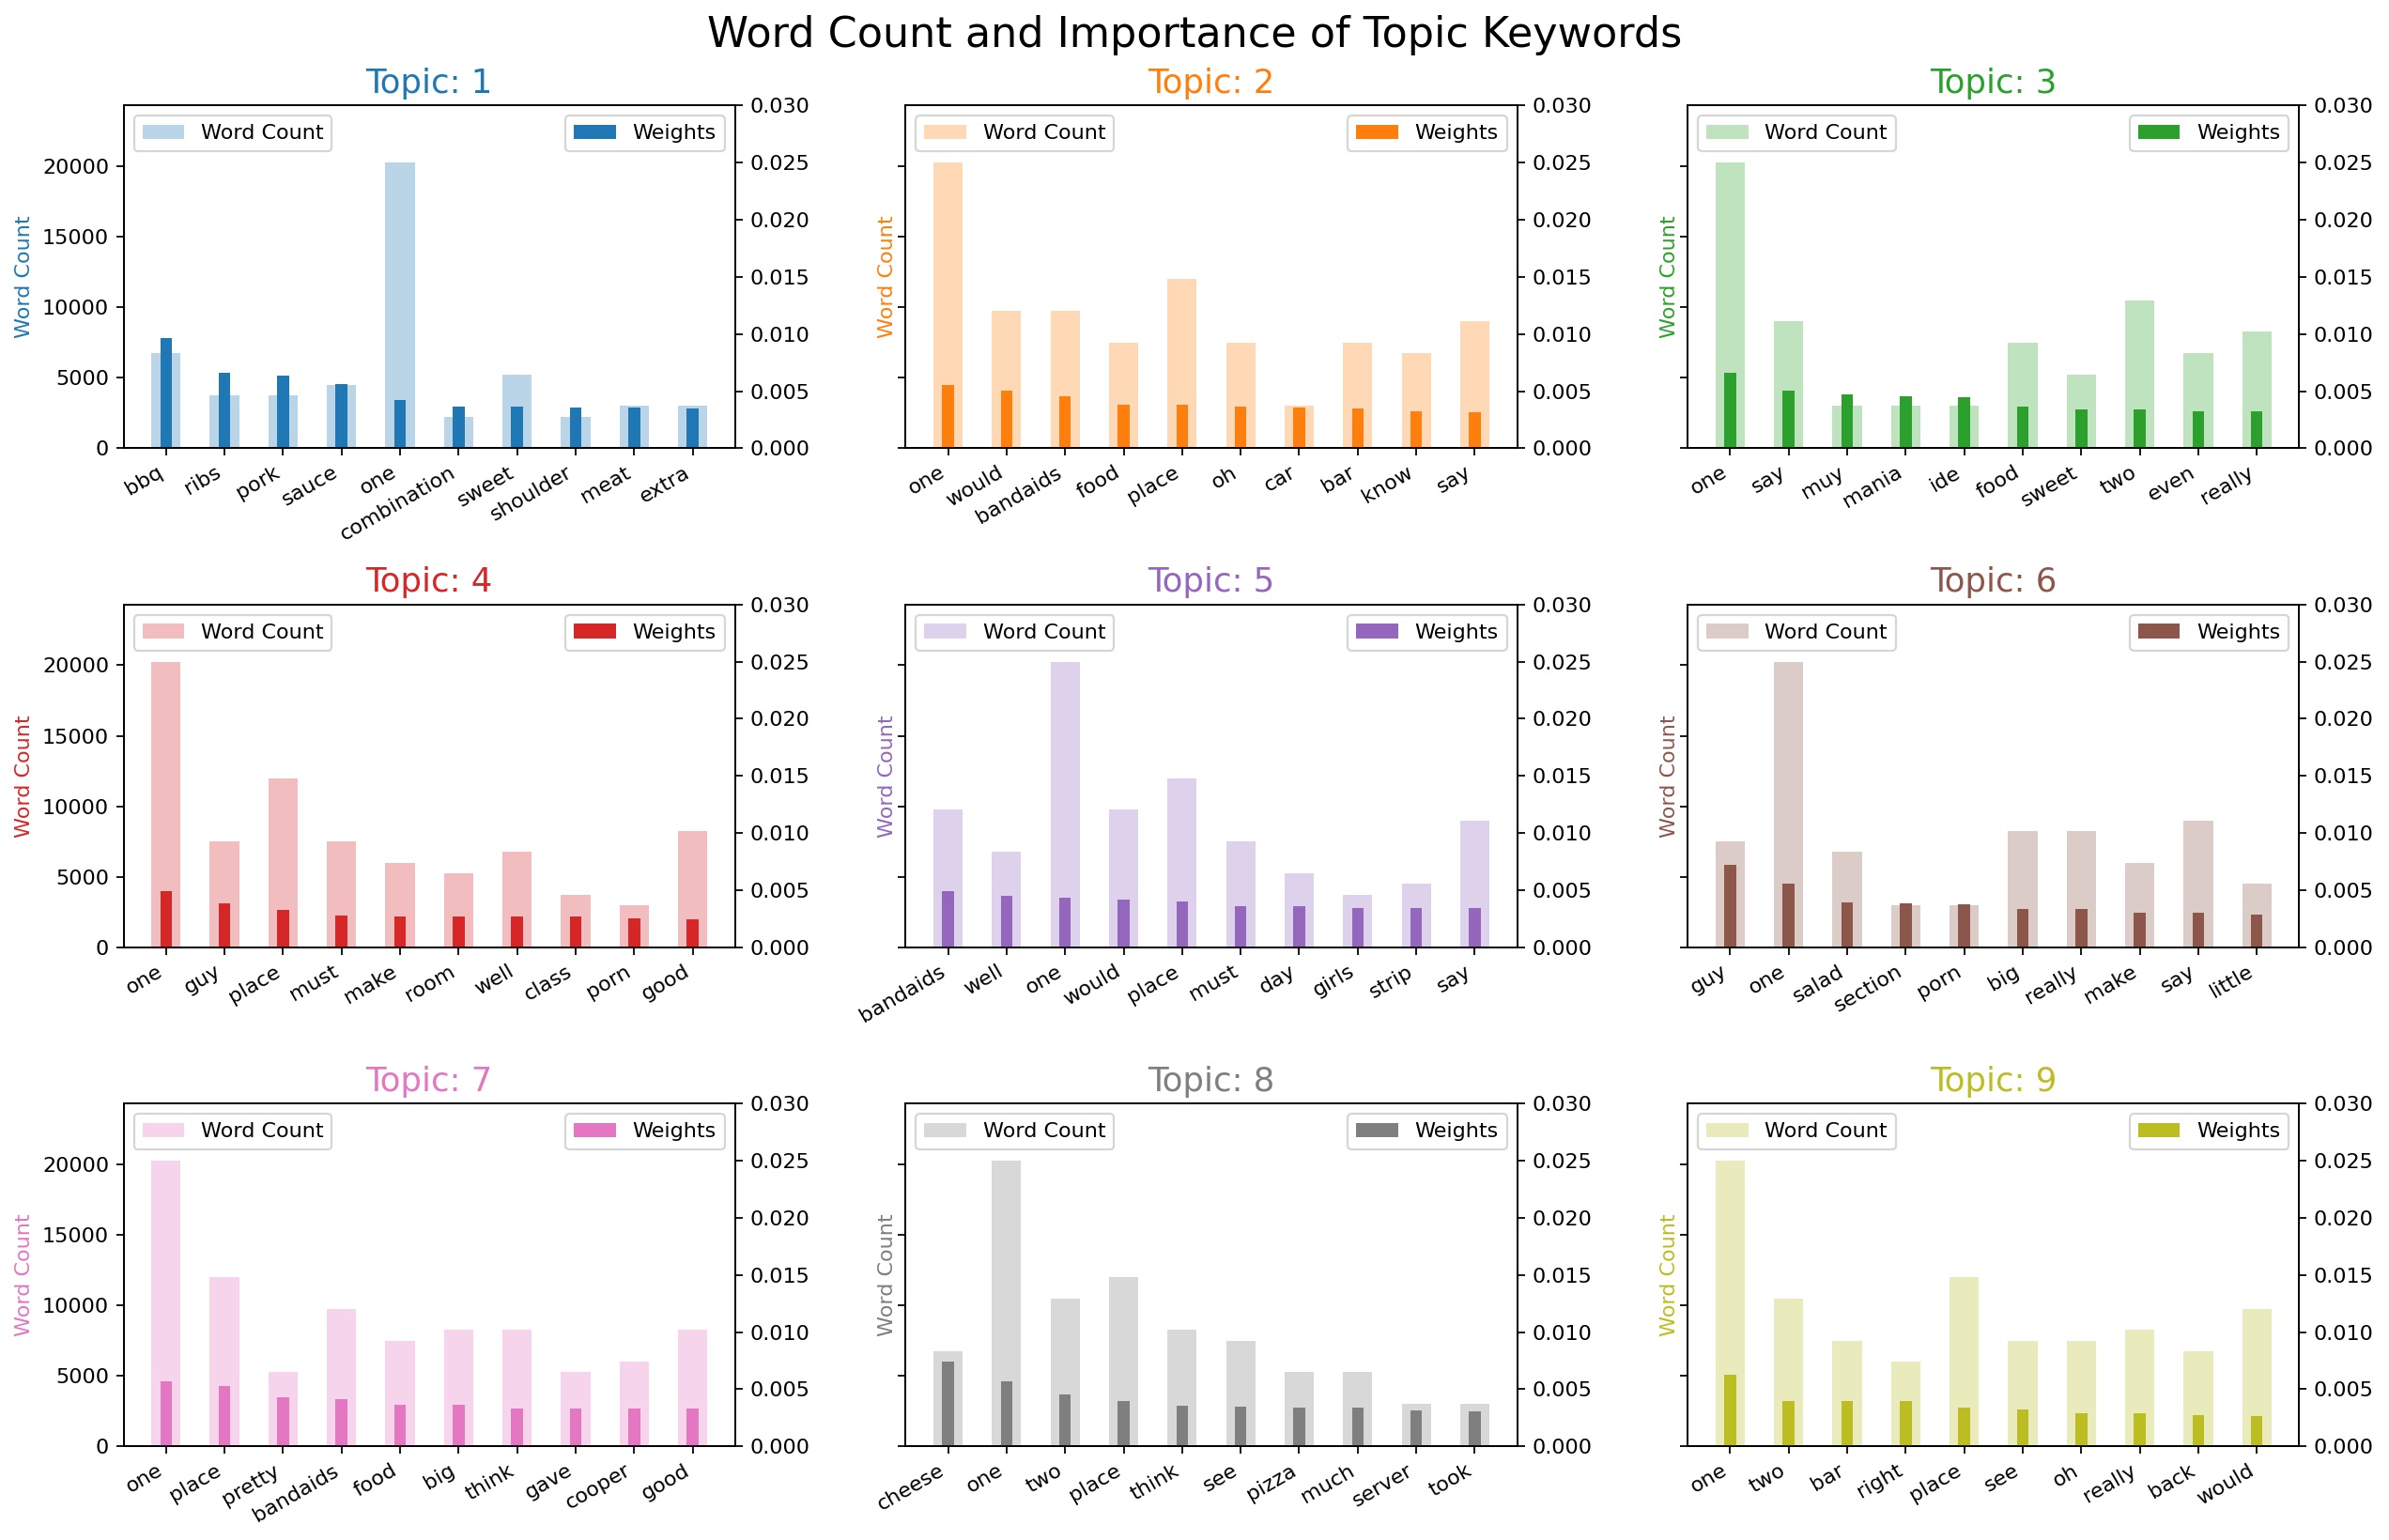 Word Count and Importance of Topic Keywords
Topic: 1
Word Count
Weights
Word Count
20000
15000
10000
5000
0
0.030
0.025
0.020
0.015
0.010
0.005
0.000
bbq ribs pork sauce one combination sweet shoulder meat extra
Topic: 2
Word Count
Weights
Word Count
0.030
0.025
0.020
0.015
0.010
0.005
0.000
one would bandaids food place oh car bar know say
Topic: 3
Word Count
Weights
Word Count
0.030
0.025
0.020
0.015
0.010
0.005
0.000
one say muy mania ide food sweet two even really
Topic: 4
Word Count
Weights
Word Count
20000
15000
10000
5000
0
0.030
0.025
0.020
0.015
0.010
0.005
0.000
one guy place must make room well class porn good
Topic: 5
Word Count
Weights
Word Count
0.030
0.025
0.020
0.015
0.010
0.005
0.000
bandaids well one would place must day girls strip say
Topic: 6
Word Count
Weights
Word Count
0.030
0.025
0.020
0.015
0.010
0.005
0.000
guy one salad section porn big really make say little
Topic: 7
Word Count
Weights
Word Count
20000
15000
10000
5000
0
0.030
0.025
0.020
0.015
0.010
0.005
0.000
one place pretty bandaids food big think gave cooper good
Topic: 8
Word Count
Weights
Word Count
0.030
0.025
0.020
0.015
0.010
0.005
0.000
cheese one two place think see pizza much server took
Topic: 9
Word Count
Weights
Word Count
0.030
0.025
0.020
0.015
0.010
0.005
0.000
one two bar right place see oh really back would